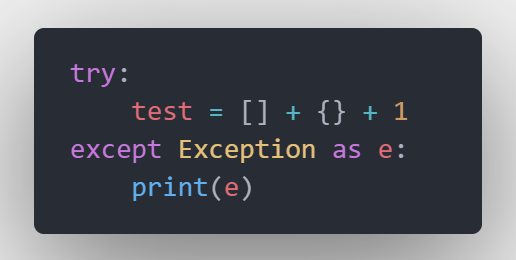 try:
    test = [] + {} + 1
except Exception as e:
    print(e)